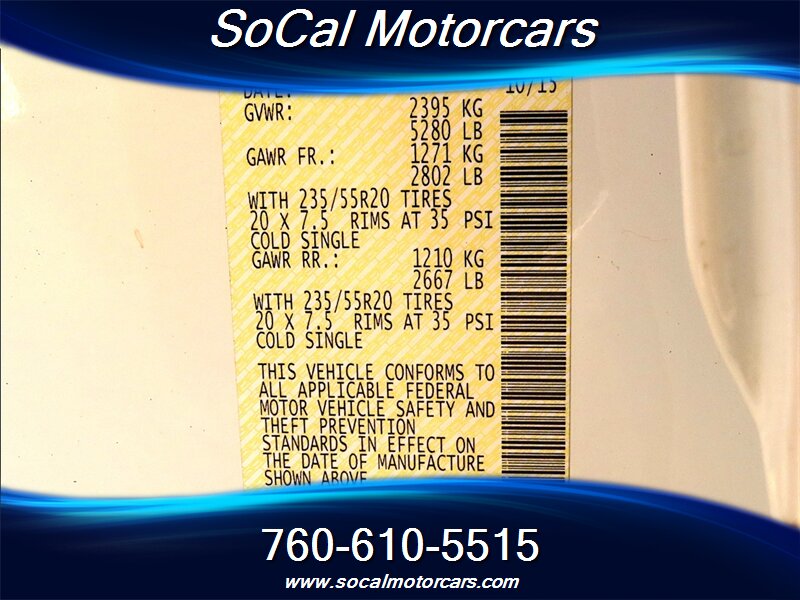 SoCal Motorcars
DATE: 10/15
GVWR: 2395 KG
5280 LB
GAWR FR.: 1271 KG
2802 LB
WITH 235/55R20 TIRES
20 X 7.5 RIMS AT 35 PSI
COLD SINGLE
GAWR RR.: 1210 KG
2667 LB
WITH 235/55R20 TIRES
20 X 7.5 RIMS AT 35 PSI
COLD SINGLE
THIS VEHICLE CONFORMS TO
ALL APPLICABLE FEDERAL
MOTOR VEHICLE SAFETY AND
THEFT PREVENTION
STANDARDS IN EFFECT ON
THE DATE OF MANUFACTURE
SHOWN ABOVE
760-610-5515
www.socalmotorcars.com